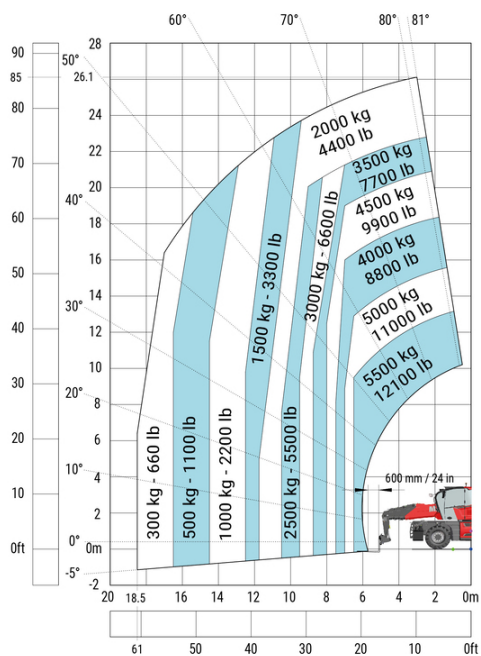 60°
70°
80°
81°
90
28
50°
85
26.1
80
24
2000 kg
4400 lb
70
22
3500 kg
7700 lb
20
40°
4500 kg
9900 lb
60
18
3000 kg - 6600 lb
16
4000 kg
8800 lb
50
14
1500 kg - 3300 lb
30°
5000 kg
11000 lb
40
12
10
5500 kg
12100 lb
30
20°
8
20
6
300 kg - 660 lb
500 kg - 1100 lb
1000 kg - 2200 lb
2500 kg - 5500 lb
10°
4
600 mm / 24 in
10
2
0°
0ft
0m
-5°
-2
20
18.5
16
14
12
10
8
6
4
2
0m
61
50
40
30
20
10
0ft